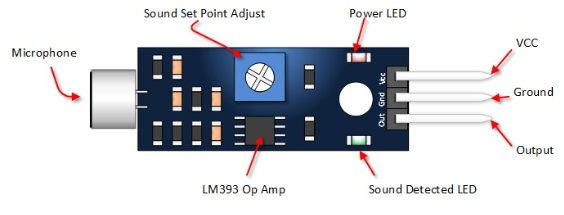 Sound Set Point Adjust
Power LED
Microphone
VCC
Vcc
Gnd
Ground
Out
Output
LM393 Op Amp
Sound Detected LED